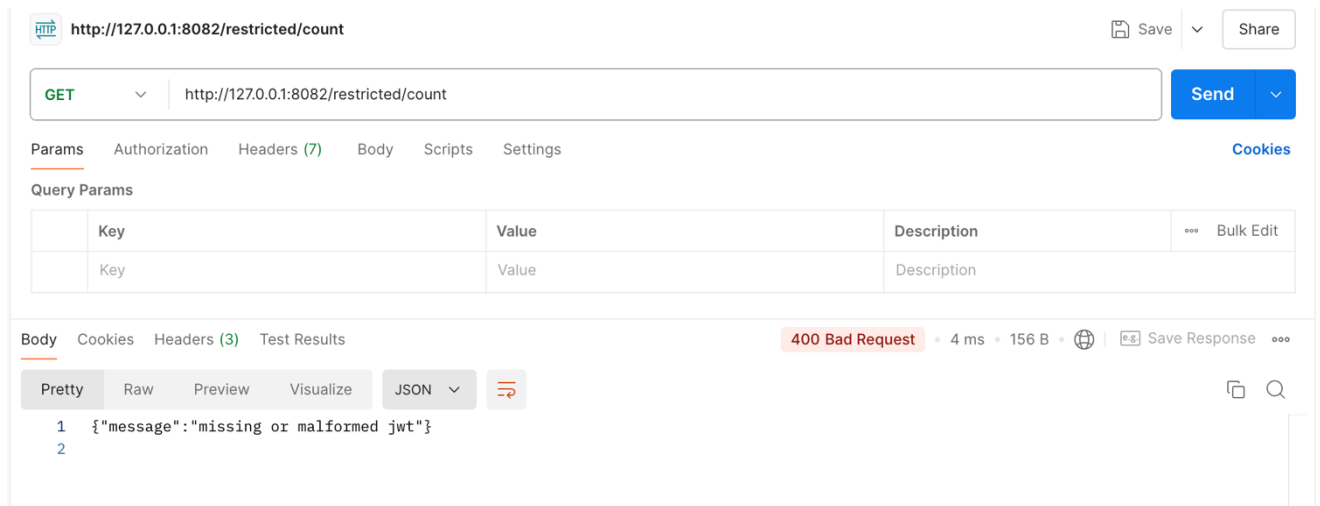 HTTP http://127.0.0.1:8082/restricted/count Save Share
GET http://127.0.0.1:8082/restricted/count Send
Params Authorization Headers (7) Body Scripts Settings Cookies
Query Params
Key Value Description Bulk Edit
Key Value Description
Body Cookies Headers (3) Test Results 400 Bad Request 4 ms 156 B e.g. Save Response
Pretty Raw Preview Visualize JSON
1 {"message":"missing or malformed jwt"}
2